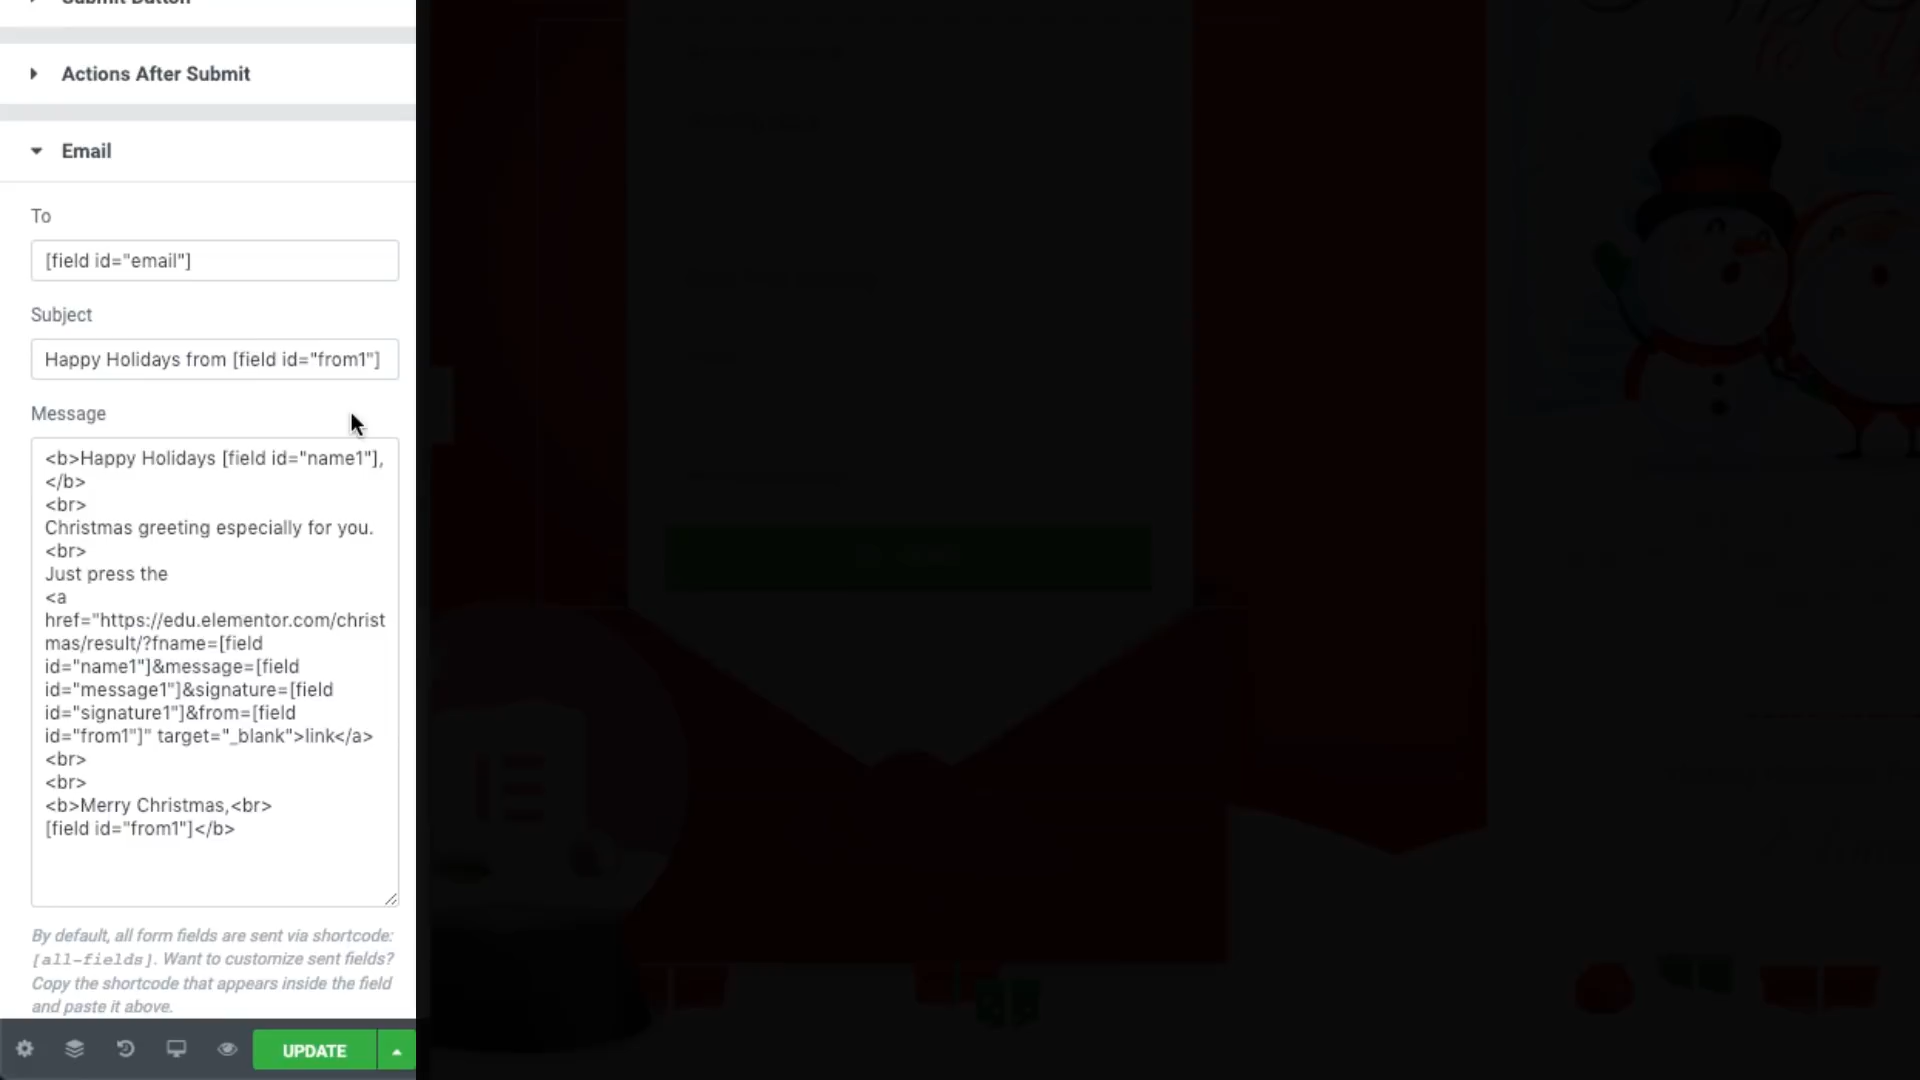 Submit Button
Actions After Submit
Email
To
[field id="email"]
Subject
Happy Holidays from [field id="from1"]
Message
<b>Happy Holidays [field id="name1"],
</b>
<br>
Christmas greeting especially for you.
<br>
Just press the
<a
href="https://edu.elementor.com/christ
mas/result/?fname=[field
id="name1"]&message=[field
id="message1"]&signature=[field
id="signature1"]&from=[field
id="from1"]" target="_blank">link</a>
<br>
<br>
<b>Merry Christmas,<br>
[field id="from1"]</b>
By default, all form fields are sent via shortcode:
[all-fields]. Want to customize sent fields?
Copy the shortcode that appears inside the field
and paste it above.
UPDATE